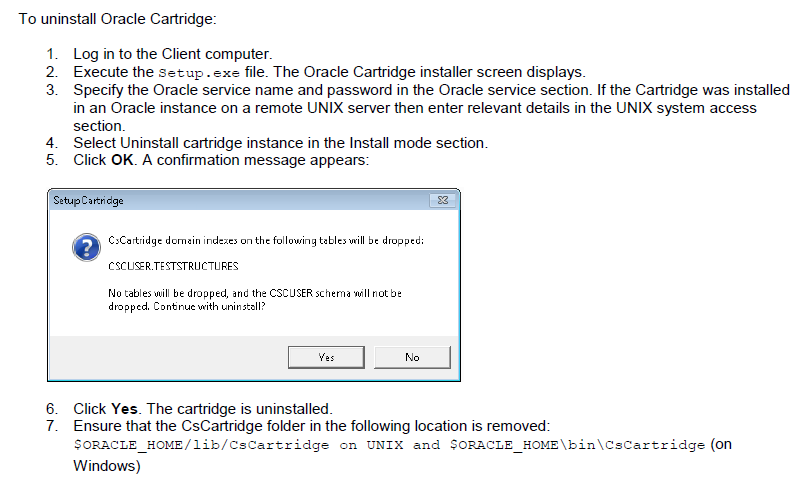 To uninstall Oracle Cartridge:
1. Log in to the Client computer.
2. Execute the Setup.exe file. The Oracle Cartridge installer screen displays.
3. Specify the Oracle service name and password in the Oracle service section. If the Cartridge was installed
in an Oracle instance on a remote UNIX server then enter relevant details in the UNIX system access
section.
4. Select Uninstall cartridge instance in the Install mode section.
5. Click OK. A confirmation message appears:
SetupCartridge
CsCartridge domain indexes on the following tables will be dropped:
CSCUSER.TESTSTRUCTURES
No tables will be dropped, and the CSCUSER schema will not be
dropped. Continue with uninstall?
Yes
No
6. Click Yes. The cartridge is uninstalled.
7. Ensure that the CsCartridge folder in the following location is removed:
$ORACLE_HOME/lib/CsCartridge on UNIX and $ORACLE_HOME\bin\CsCartridge (on
Windows)